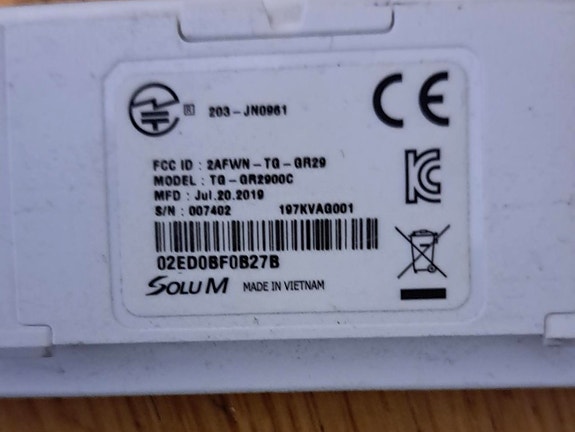 R 203-JN0961
CE
FCC ID : 2AFWN-TG-GR29
MODEL : TG-GR2900C
MFD : Jul.20.2019
S/N : 007402 197KVAG001
02ED0BF0B27B
SOLUM MADE IN VIETNAM